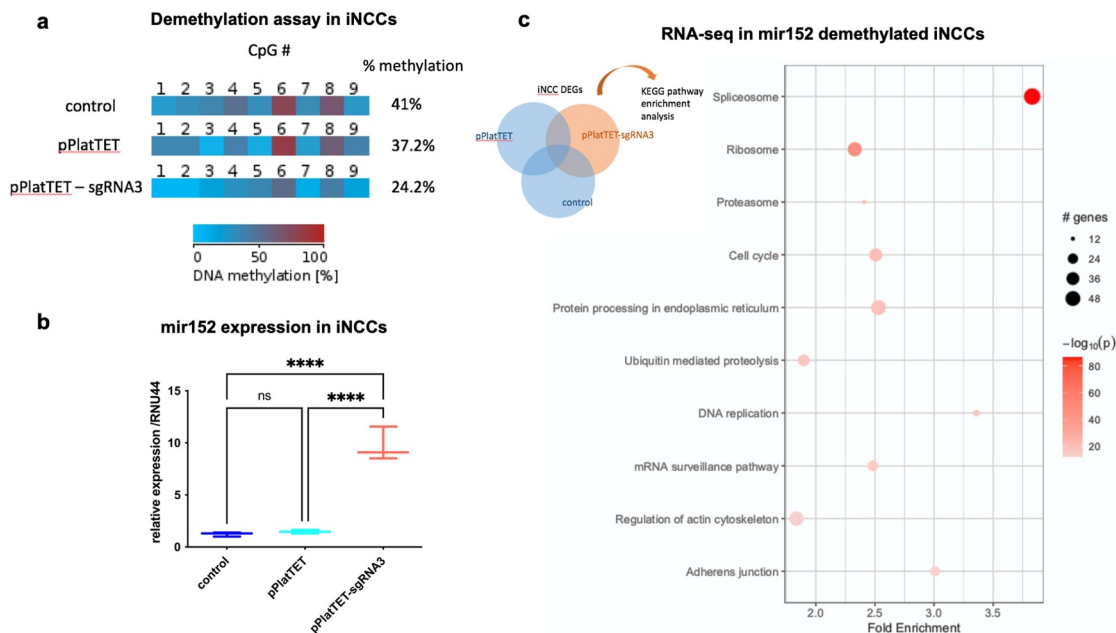 a
Demethylation assay in iNCCs
CpG #
% methylation
1 2 3 4 5 6 7 8 9
control
41%
1 2 3 4 5 6 7 8 9
pPlatTET
37.2%
1 2 3 4 5 6 7 8 9
pPlatTET – sgRNA3
24.2%
0 50 100
DNA methylation [%]
b
mir152 expression in iNCCs
****
ns
****
relative expression /RNU44
15
10
5
0
control
pPlatTET
pPlatTET-sgRNA3
c
RNA-seq in mir152 demethylated iNCCs
iNCC DEGs
KEGG pathway
enrichment
analysis
pPlatTET
pPlatTET-sgRNA3
control
Spliceosome
Ribosome
Proteasome
Cell cycle
Protein processing in endoplasmic reticulum
Ubiquitin mediated proteolysis
DNA replication
mRNA surveillance pathway
Regulation of actin cytoskeleton
Adherens junction
2.0 2.5 3.0 3.5
Fold Enrichment
# genes
12
24
36
48
−log10(p)
80
60
40
20